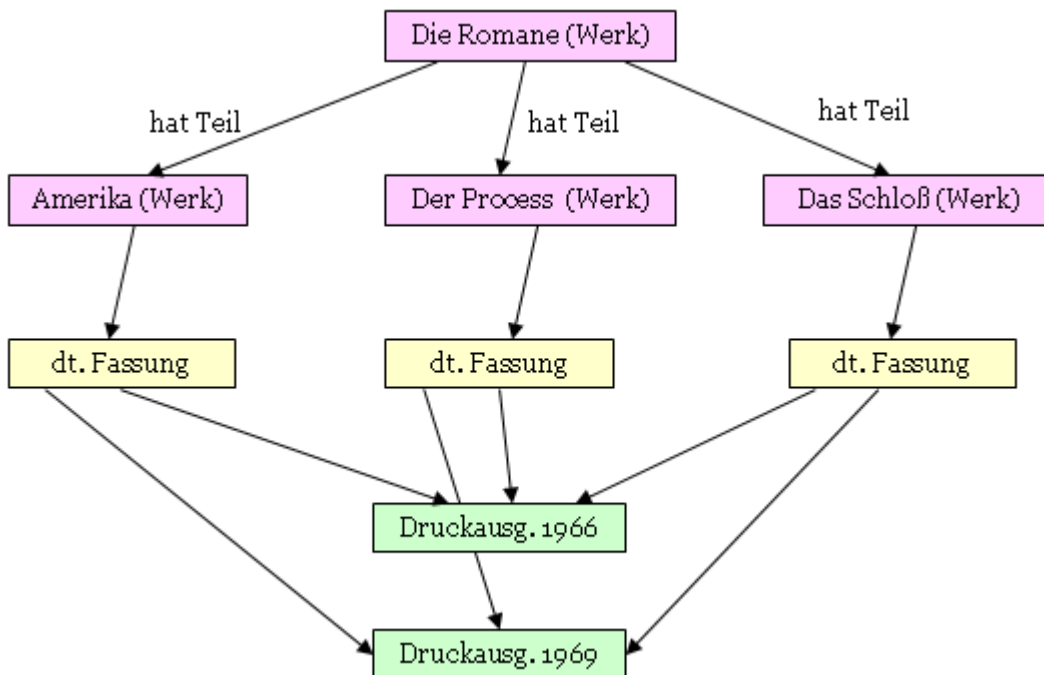 Die Romane (Werk)
hat Teil
hat Teil
hat Teil
Amerika (Werk)
Der Process (Werk)
Das Schloß (Werk)
dt. Fassung
dt. Fassung
dt. Fassung
Druckausg. 1966
Druckausg. 1969